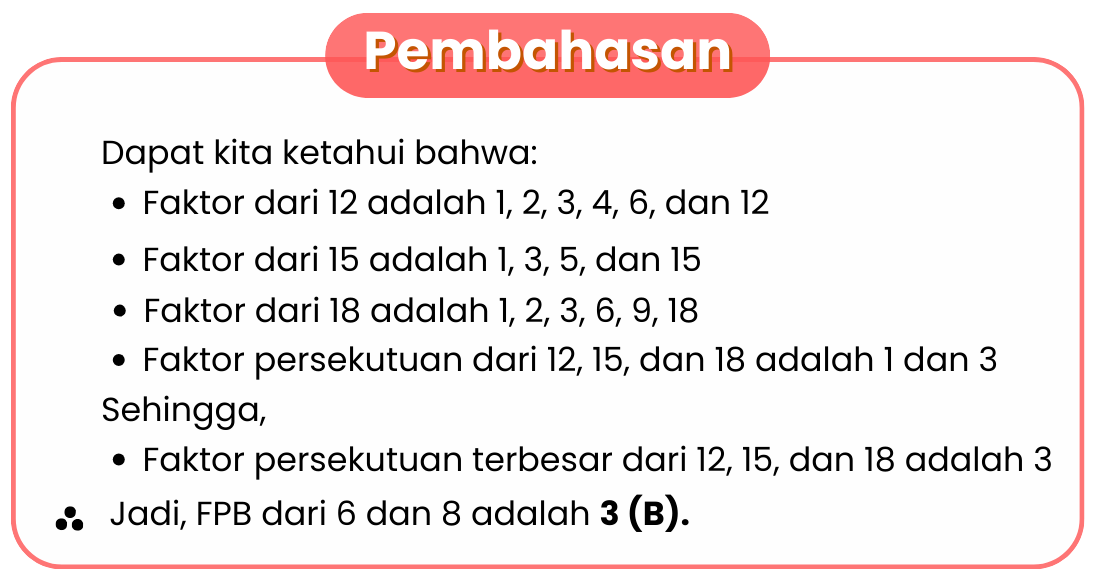 Pembahasan
Dapat kita ketahui bahwa:
• Faktor dari 12 adalah 1, 2, 3, 4, 6, dan 12
• Faktor dari 15 adalah 1, 3, 5, dan 15
• Faktor dari 18 adalah 1, 2, 3, 6, 9, 18
• Faktor persekutuan dari 12, 15, dan 18 adalah 1 dan 3
Sehingga,
• Faktor persekutuan terbesar dari 12, 15, dan 18 adalah 3
∴ Jadi, FPB dari 6 dan 8 adalah 3 (B).